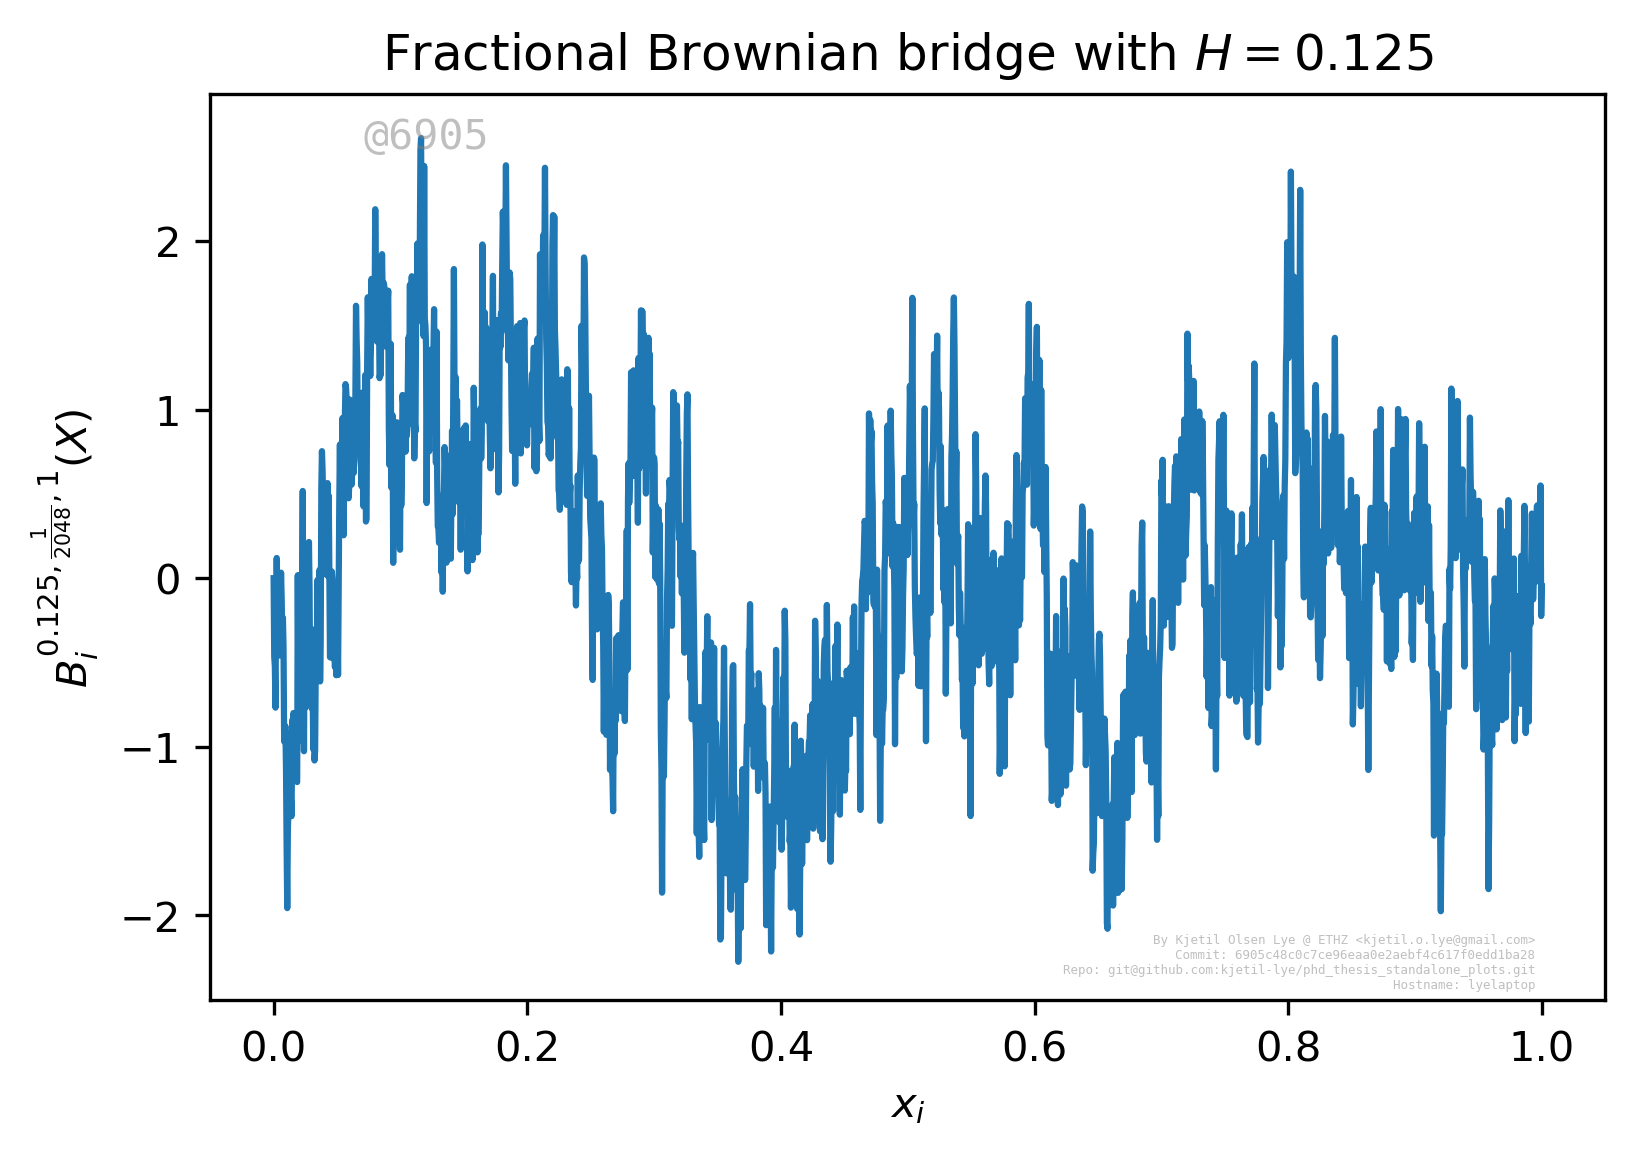 Fractional Brownian bridge with H = 0.125
@6905
2
1
0
−1
−2
B_i^{0.125, \frac{1}{2048}, 1}(X)
By Kjetil Olsen Lye @ ETHZ <kjetil.o.lye@gmail.com>
Commit: 6905c48c0c7ce96eaa0e2aebf4c617f0edd1ba28
Repo: git@github.com:kjetil-lye/phd_thesis_standalone_plots.git
Hostname: lyelaptop
0.0 0.2 0.4 0.6 0.8 1.0
x_i